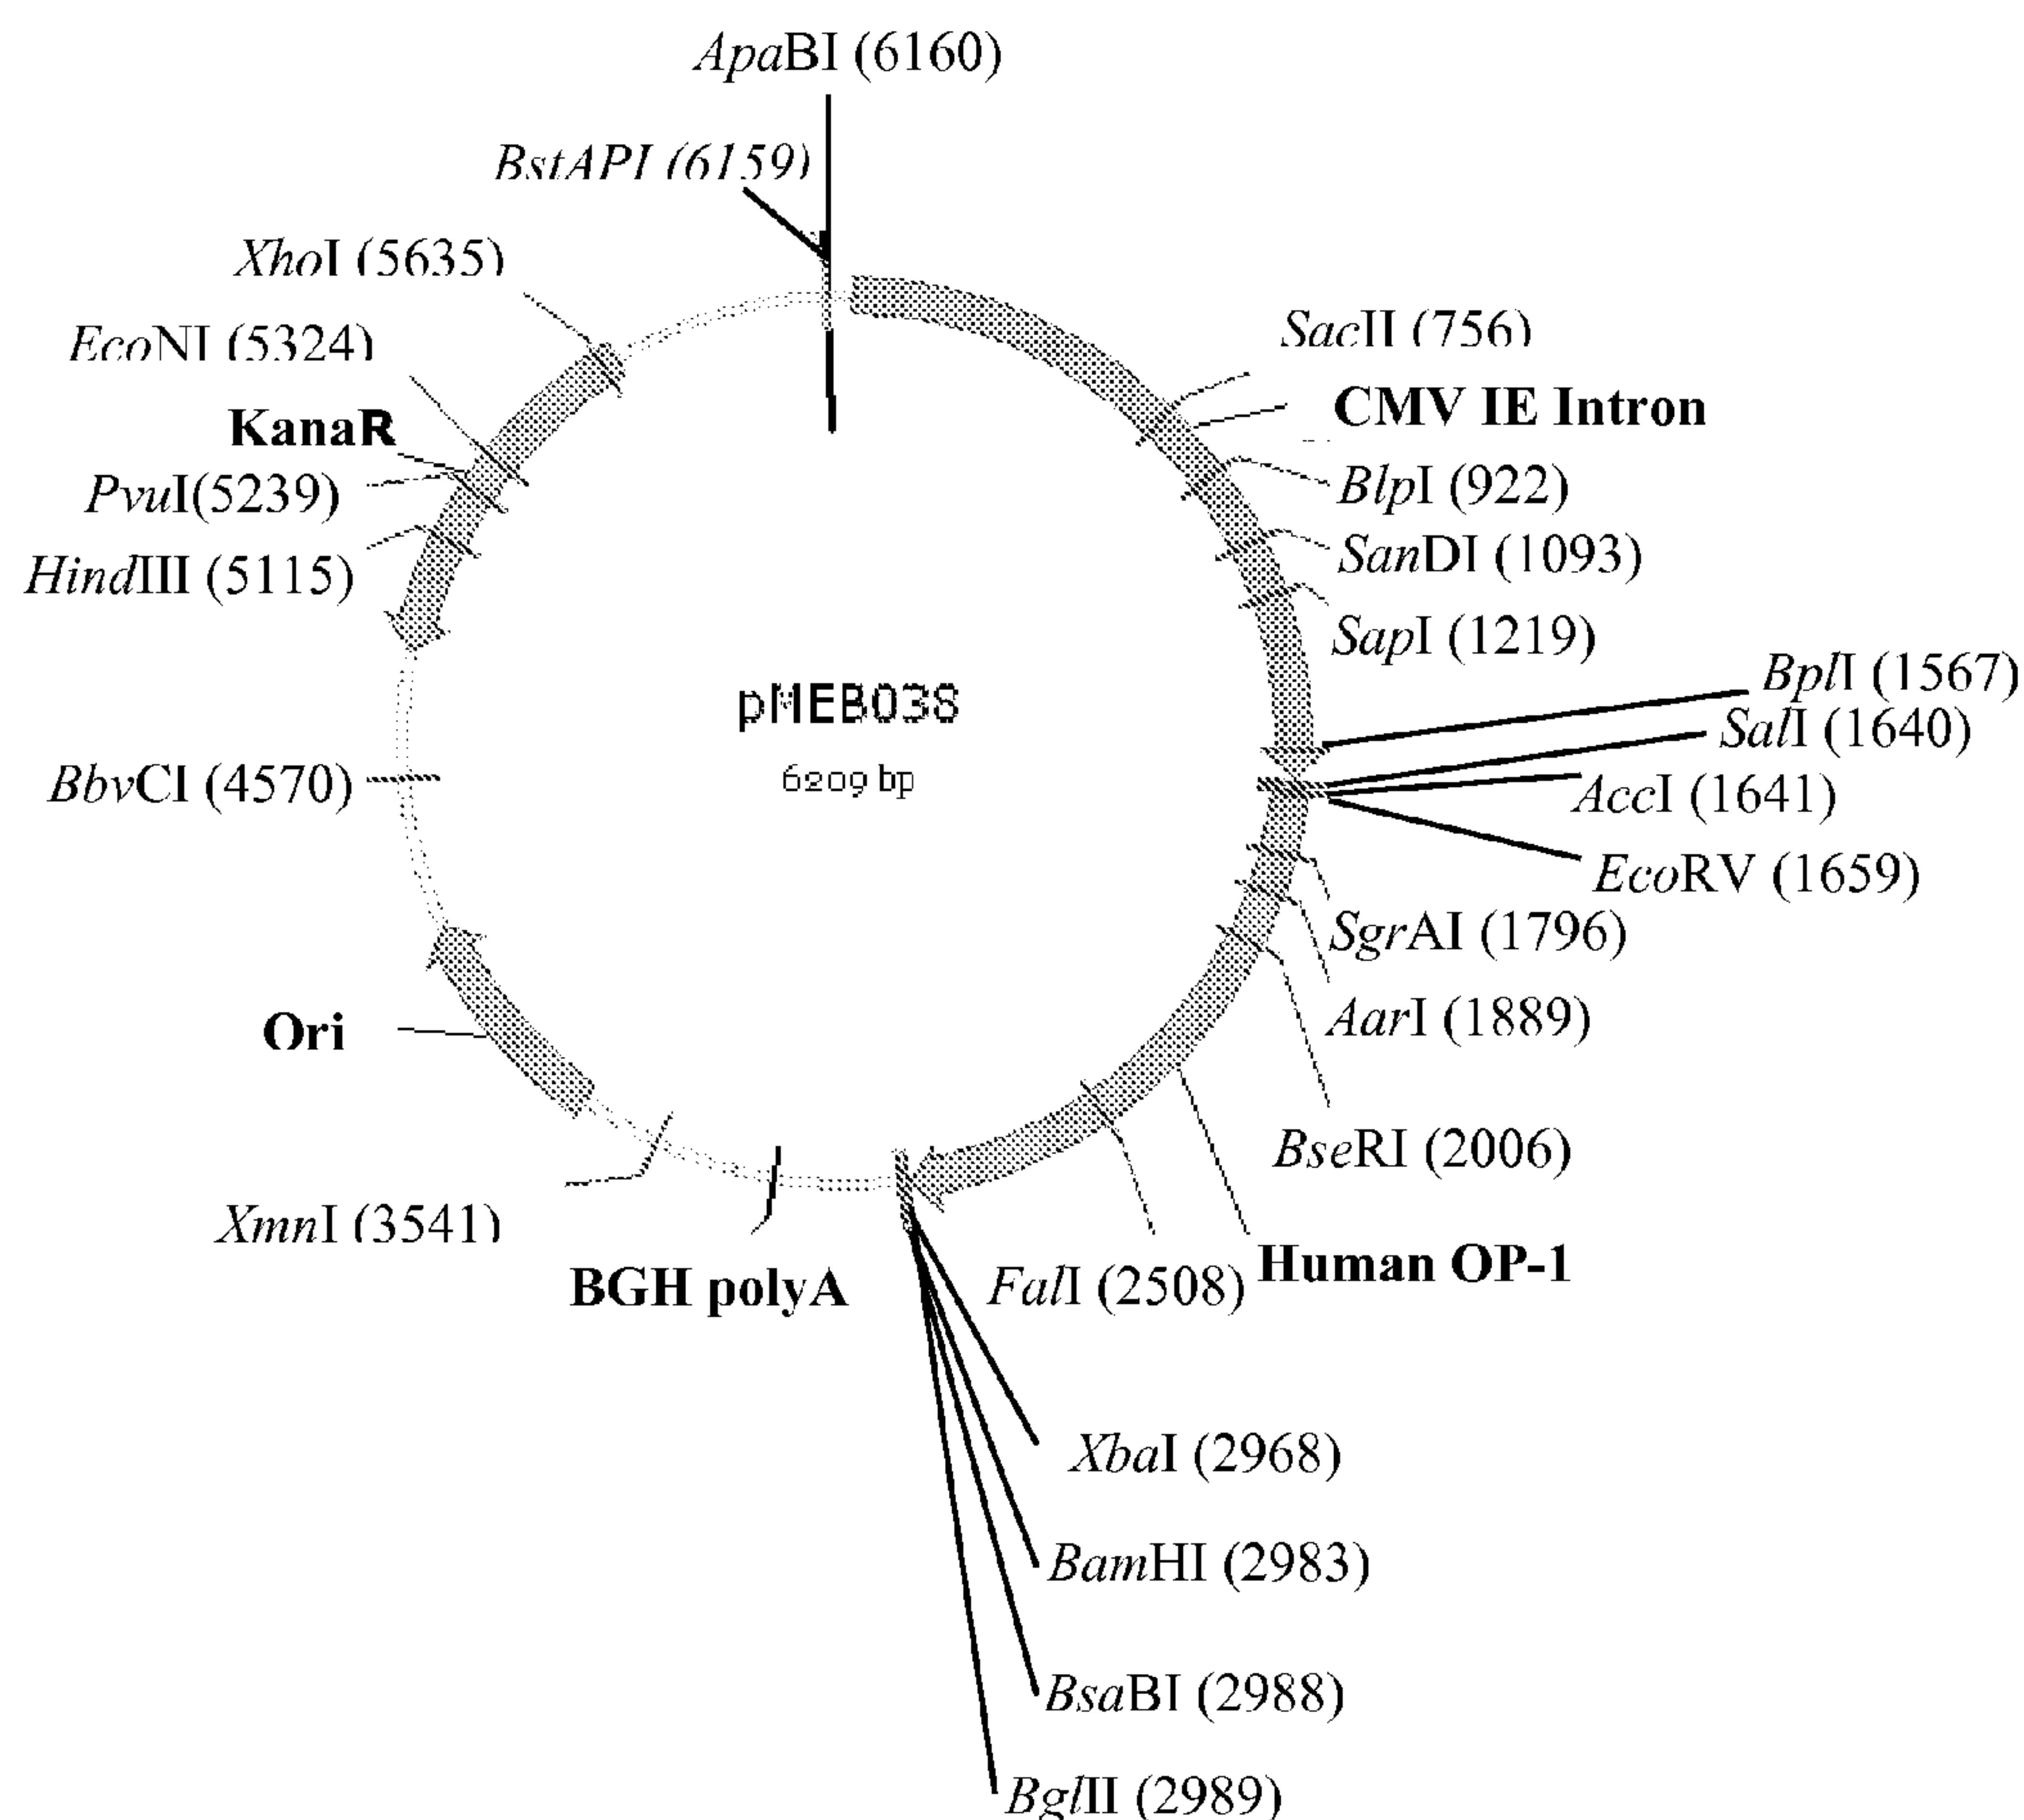 ApaBI (6160)
BstAPI (6159)
XhoI (5635)
EcoNI (5324)
KanaR
PvuI(5239)
HindIII (5115)
BbvCI (4570)
Ori
XmnI (3541)
BGH polyA
pMEB038
6209 bp
SacII (756)
CMV IE Intron
BlpI (922)
SanDI (1093)
SapI (1219)
BplI (1567)
SalI (1640)
AccI (1641)
EcoRV (1659)
SgrAI (1796)
AarI (1889)
BseRI (2006)
Human OP-1
FalI (2508)
XbaI (2968)
BamHI (2983)
BsaBI (2988)
BglII (2989)